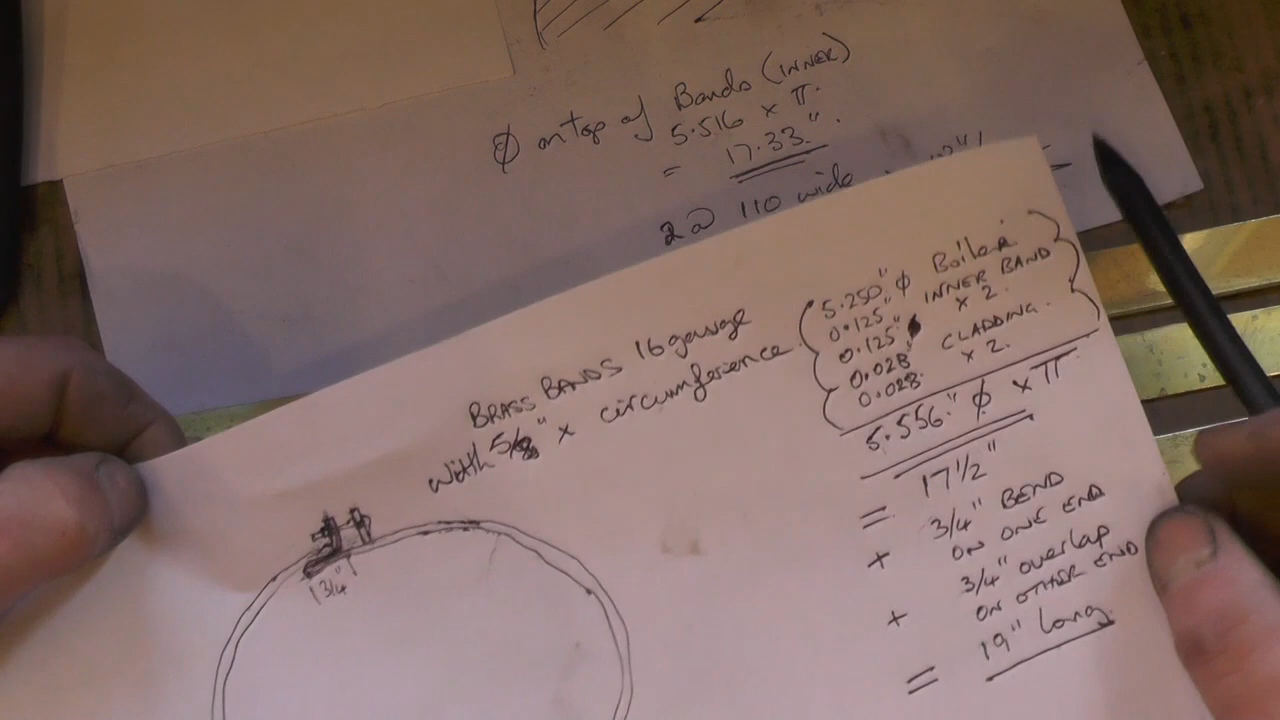 Ø on top of Bands (INNER)
5.516 × π.
= 17.33".
2 @ 110 wide
BRASS BANDS 16 gauge
with 5/8" × circumference
5.250" Ø Boiler
0.125" INNER BAND
0.125" × 2.
0.028" CLADDING.
0.028. × 2.
5.556" Ø × π
= 17 1/2"
+ 3/4" BEND
ON ONE END
+ 3/4" overlap
ON OTHER END
= 19" long.
3/4"